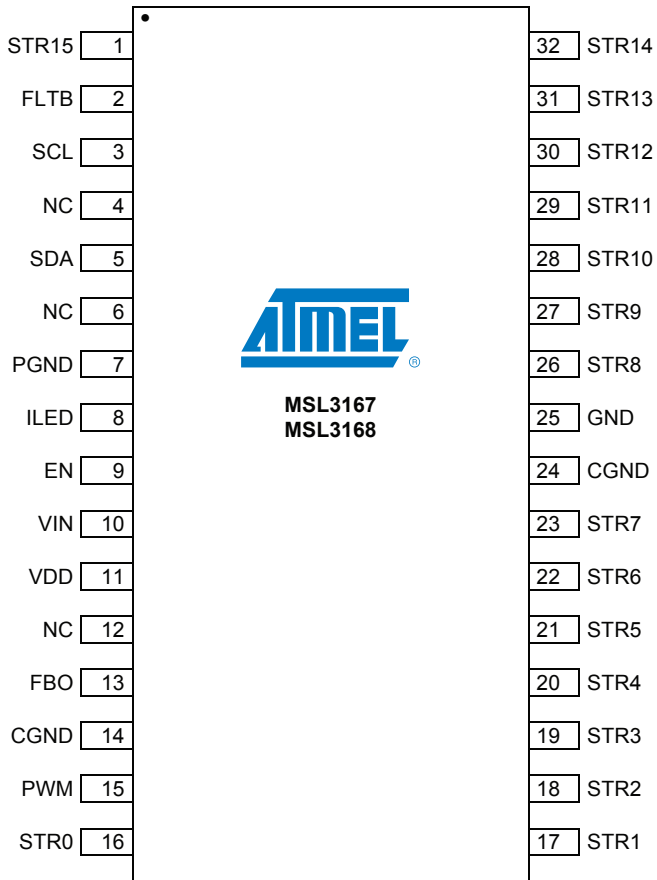 STR15 1
32 STR14
FLTB 2
31 STR13
SCL 3
30 STR12
NC 4
29 STR11
SDA 5
28 STR10
NC 6
27 STR9
PGND 7
26 STR8
ATMEL ®
ILED 8
MSL3167
25 GND
MSL3168
EN 9
24 CGND
VIN 10
23 STR7
VDD 11
22 STR6
NC 12
21 STR5
FBO 13
20 STR4
CGND 14
19 STR3
PWM 15
18 STR2
STR0 16
17 STR1